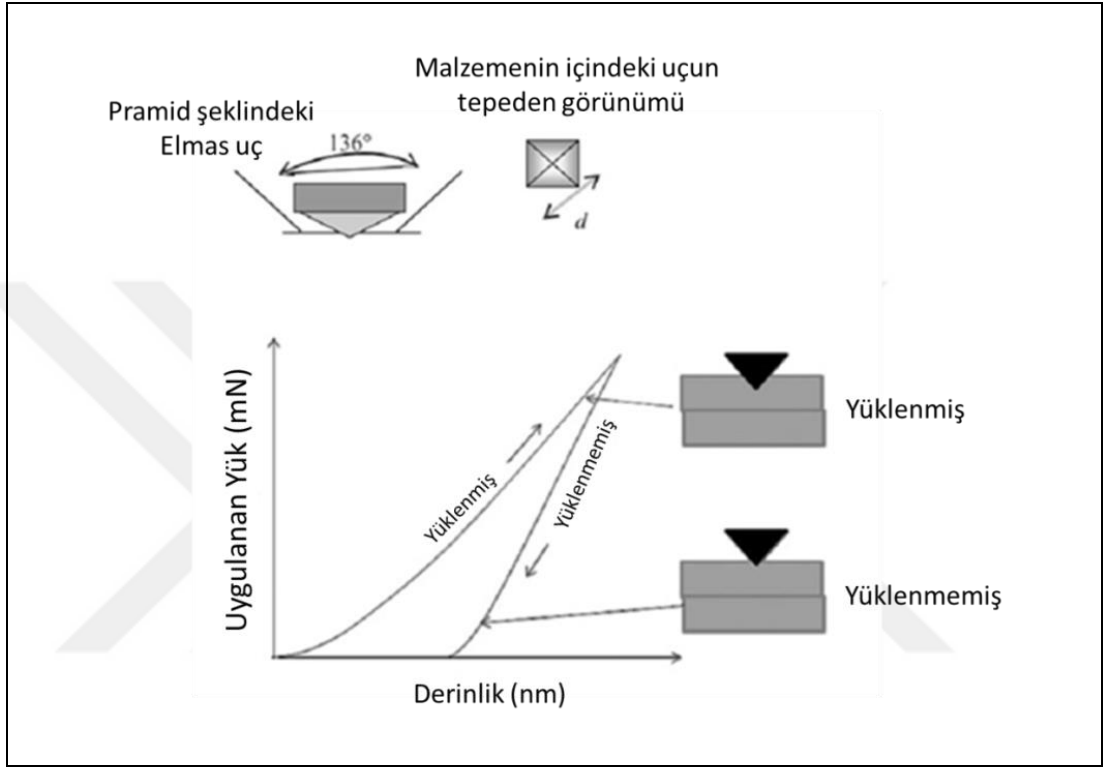 Malzemenin içindeki uçun
tepeden görünümü
Pramid şeklindeki
Elmas uç
136°
d
Uygulanan Yük (mN)
Yüklenmiş
Yüklenmemiş
Yüklenmiş
Yüklenmemiş
Derinlik (nm)